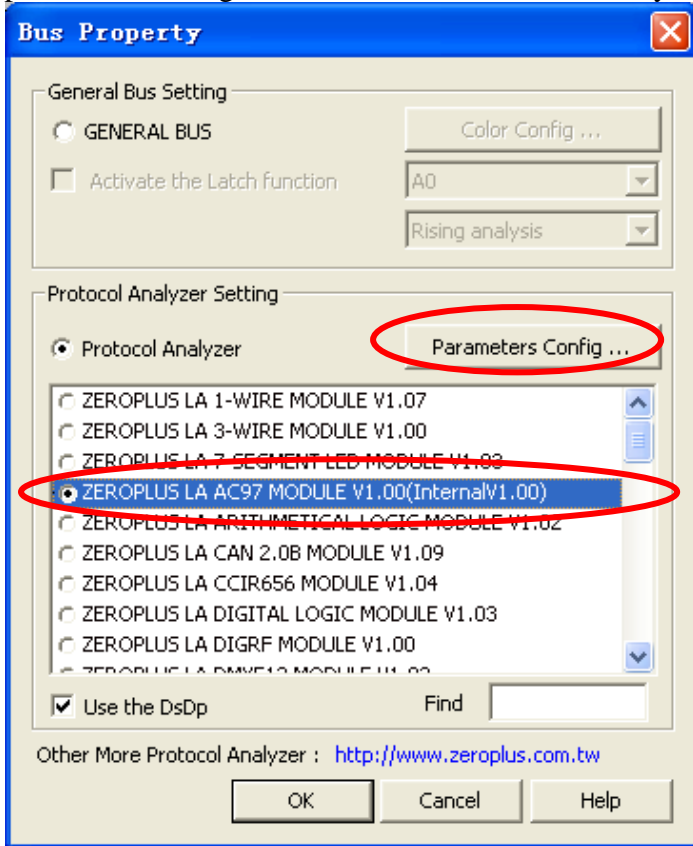 Bus Property
General Bus Setting
GENERAL BUS
Color Config ...
Activate the Latch function
A0
Rising analysis
Protocol Analyzer Setting
Protocol Analyzer
Parameters Config ...
ZEROPLUS LA 1-WIRE MODULE V1.07
ZEROPLUS LA 3-WIRE MODULE V1.00
ZEROPLUS LA 7-SEGMENT LED MODULE V1.03
ZEROPLUS LA AC97 MODULE V1.00(InternalV1.00)
ZEROPLUS LA ARITHMETICAL LOGIC MODULE V1.02
ZEROPLUS LA CAN 2.0B MODULE V1.09
ZEROPLUS LA CCIR656 MODULE V1.04
ZEROPLUS LA DIGITAL LOGIC MODULE V1.03
ZEROPLUS LA DIGRF MODULE V1.00
ZEROPLUS LA MODULE
Use the DsDp
Find
Other More Protocol Analyzer : http://www.zeroplus.com.tw
OK
Cancel
Help